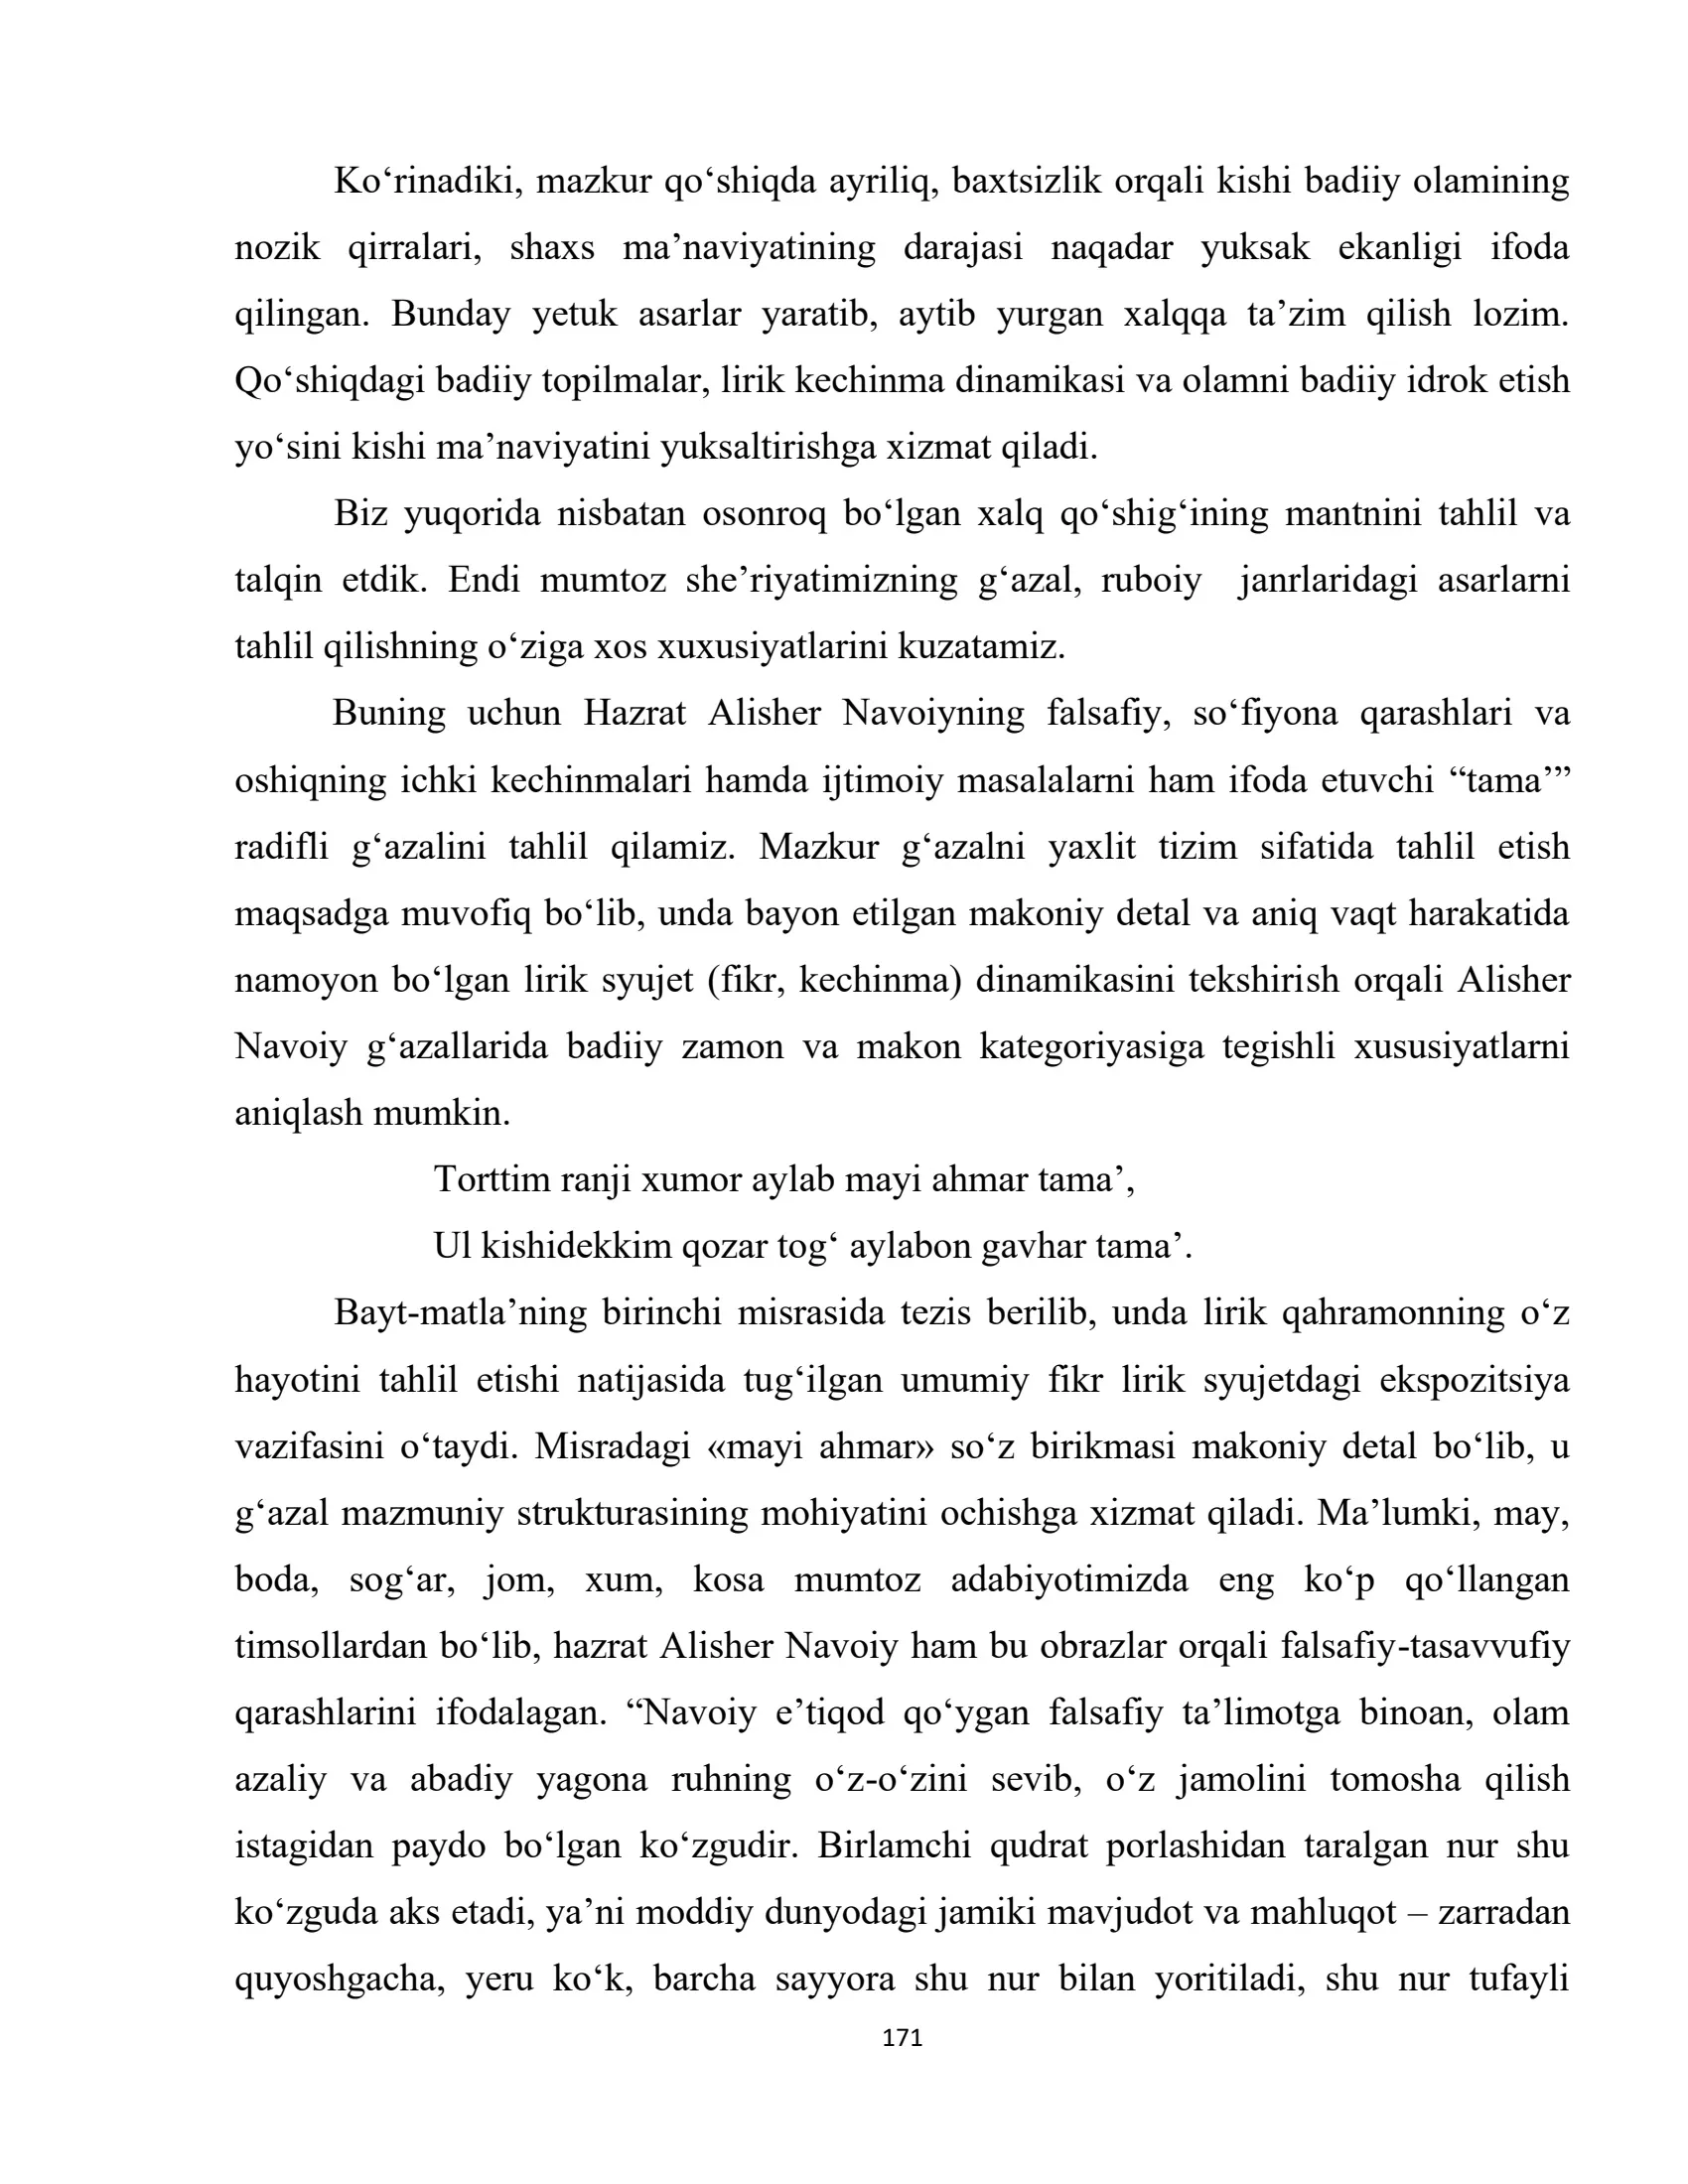 Ko‘rinadiki, mazkur qo‘shiqda ayriliq, baxtsizlik orqali kishi badiiy olamining
nozik qirralari, shaxs ma’naviyatining darajasi naqadar yuksak ekanligi ifoda
qilingan. Bunday yetuk asarlar yaratib, aytib yurgan xalqqa ta’zim qilish lozim.
Qo‘shiqdagi badiiy topilmalar, lirik kechinma dinamikasi va olamni badiiy idrok etish
yo‘sini kishi ma’naviyatini yuksaltirishga xizmat qiladi.
Biz yuqorida nisbatan osonroq bo‘lgan xalq qo‘shig‘ining mantnini tahlil va
talqin etdik. Endi mumtoz she’riyatimizning g‘azal, ruboiy janrlaridagi asarlarni
tahlil qilishning o‘ziga xos xuxusiyatlarini kuzatamiz.
Buning uchun Hazrat Alisher Navoiyning falsafiy, so‘fiyona qarashlari va
oshiqning ichki kechinmalari hamda ijtimoiy masalalarni ham ifoda etuvchi “tama’”
radifli g‘azalini tahlil qilamiz. Mazkur g‘azalni yaxlit tizim sifatida tahlil etish
maqsadga muvofiq bo‘lib, unda bayon etilgan makoniy detal va aniq vaqt harakatida
namoyon bo‘lgan lirik syujet (fikr, kechinma) dinamikasini tekshirish orqali Alisher
Navoiy g‘azallarida badiiy zamon va makon kategoriyasiga tegishli xususiyatlarni
aniqlash mumkin.
Torttim ranji xumor aylab mayi ahmar tama’,
Ul kishidekkim qozar tog‘ aylabon gavhar tama’.
Bayt-matla’ning birinchi misrasida tezis berilib, unda lirik qahramonning o‘z
hayotini tahlil etishi natijasida tug‘ilgan umumiy fikr lirik syujetdagi ekspozitsiya
vazifasini o‘taydi. Misradagi «mayi ahmar» so‘z birikmasi makoniy detal bo‘lib, u
g‘azal mazmuniy strukturasining mohiyatini ochishga xizmat qiladi. Ma’lumki, may,
boda, sog‘ar, jom, xum, kosa mumtoz adabiyotimizda eng ko‘p qo‘llangan
timsollardan bo‘lib, hazrat Alisher Navoiy ham bu obrazlar orqali falsafiy-tasavvufiy
qarashlarini ifodalagan. “Navoiy e’tiqod qo‘ygan falsafiy ta’limotga binoan, olam
azaliy va abadiy yagona ruhning o‘z-o‘zini sevib, o‘z jamolini tomosha qilish
istagidan paydo bo‘lgan ko‘zgudir. Birlamchi qudrat porlashidan taralgan nur shu
ko‘zguda aks etadi, ya’ni moddiy dunyodagi jamiki mavjudot va mahluqot – zarradan
quyoshgacha, yeru ko‘k, barcha sayyora shu nur bilan yoritiladi, shu nur tufayli
171